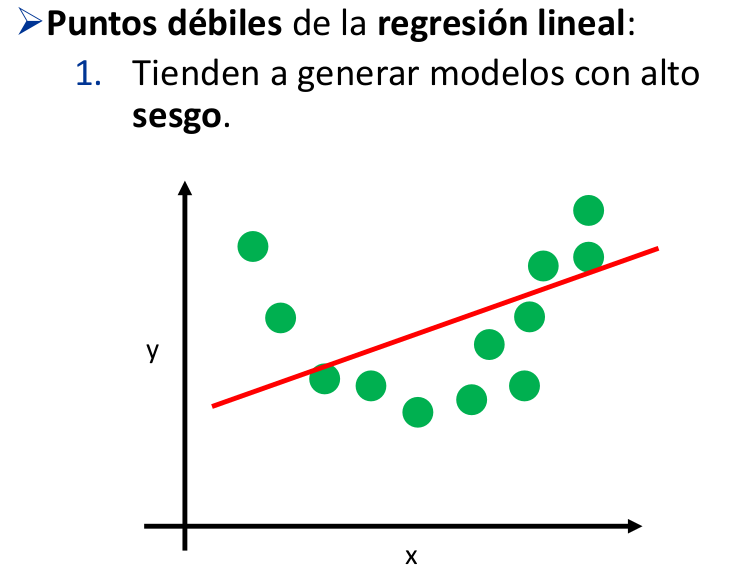 ➢Puntos débiles de la regresión lineal:
1. Tienden a generar modelos con alto
sesgo.
y
x